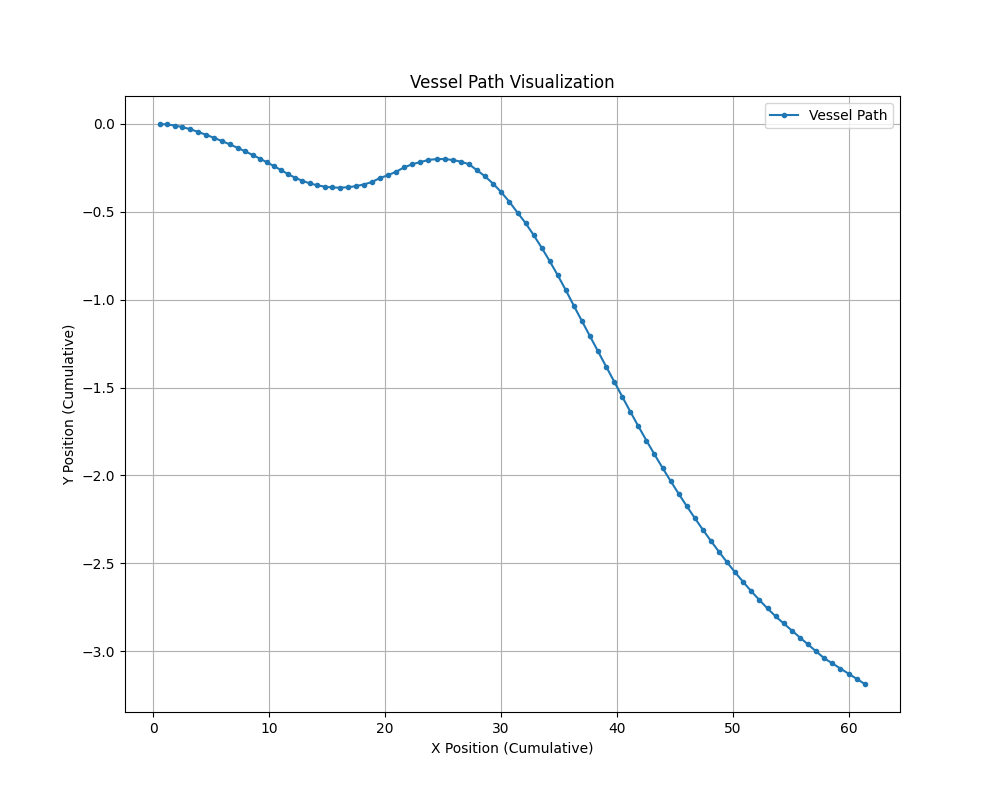 Vessel Path Visualization
Vessel Path
0.0
−0.5
−1.0
−1.5
−2.0
−2.5
−3.0
Y Position (Cumulative)
0 10 20 30 40 50 60
X Position (Cumulative)